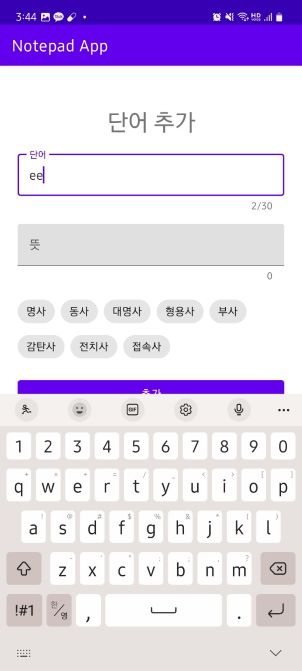 3:44
Notepad App
단어 추가
단어
ee
2/30
뜻
0
명사 동사 대명사 형용사 부사
감탄사 전치사 접속사
추가
GIF
1 2 3 4 5 6 7 8 9 0
q w e r t y u i o p
a s d f g h j k l
z x c v b n m
!#1 한/영 , .